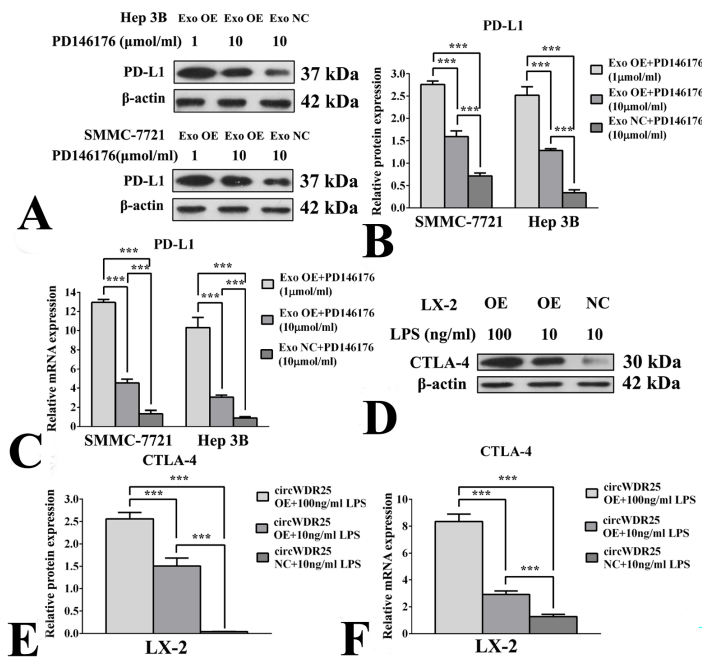 Hep 3B Exo OE Exo OE Exo NC
PD146176 (μmol/ml) 1 10 10
PD-L1 37 kDa
β-actin 42 kDa
SMMC-7721 Exo OE Exo OE Exo NC
PD146176(μmol/ml) 1 10 10
PD-L1 37 kDa
β-actin 42 kDa
A
PD-L1
Relative protein expression
3.0
2.5
2.0
1.5
1.0
0.5
0.0
*** *** *** *** *** ***
SMMC-7721 Hep 3B
Exo OE+PD146176
(1μmol/ml)
Exo OE+PD146176
(10μmol/ml)
Exo NC+PD146176
(10μmol/ml)
B
PD-L1
Relative mRNA expression
14
12
10
8
6
4
2
0
*** *** *** *** *** ***
SMMC-7721 Hep 3B
Exo OE+PD146176
(1μmol/ml)
Exo OE+PD146176
(10μmol/ml)
Exo NC+PD146176
(10μmol/ml)
C
LX-2 OE OE NC
LPS (ng/ml) 100 10 10
CTLA-4 30 kDa
β-actin 42 kDa
D
CTLA-4
Relative protein expression
3.0
2.5
2.0
1.5
1.0
0.5
0.0
*** *** ***
LX-2
circWDR25
OE+100ng/ml LPS
circWDR25
OE+10ng/ml LPS
circWDR25
NC+10ng/ml LPS
E
CTLA-4
Relative mRNA expression
10
8
6
4
2
0
*** *** ***
LX-2
circWDR25
OE+100ng/ml LPS
circWDR25
OE+10ng/ml LPS
circWDR25
NC+10ng/ml LPS
F